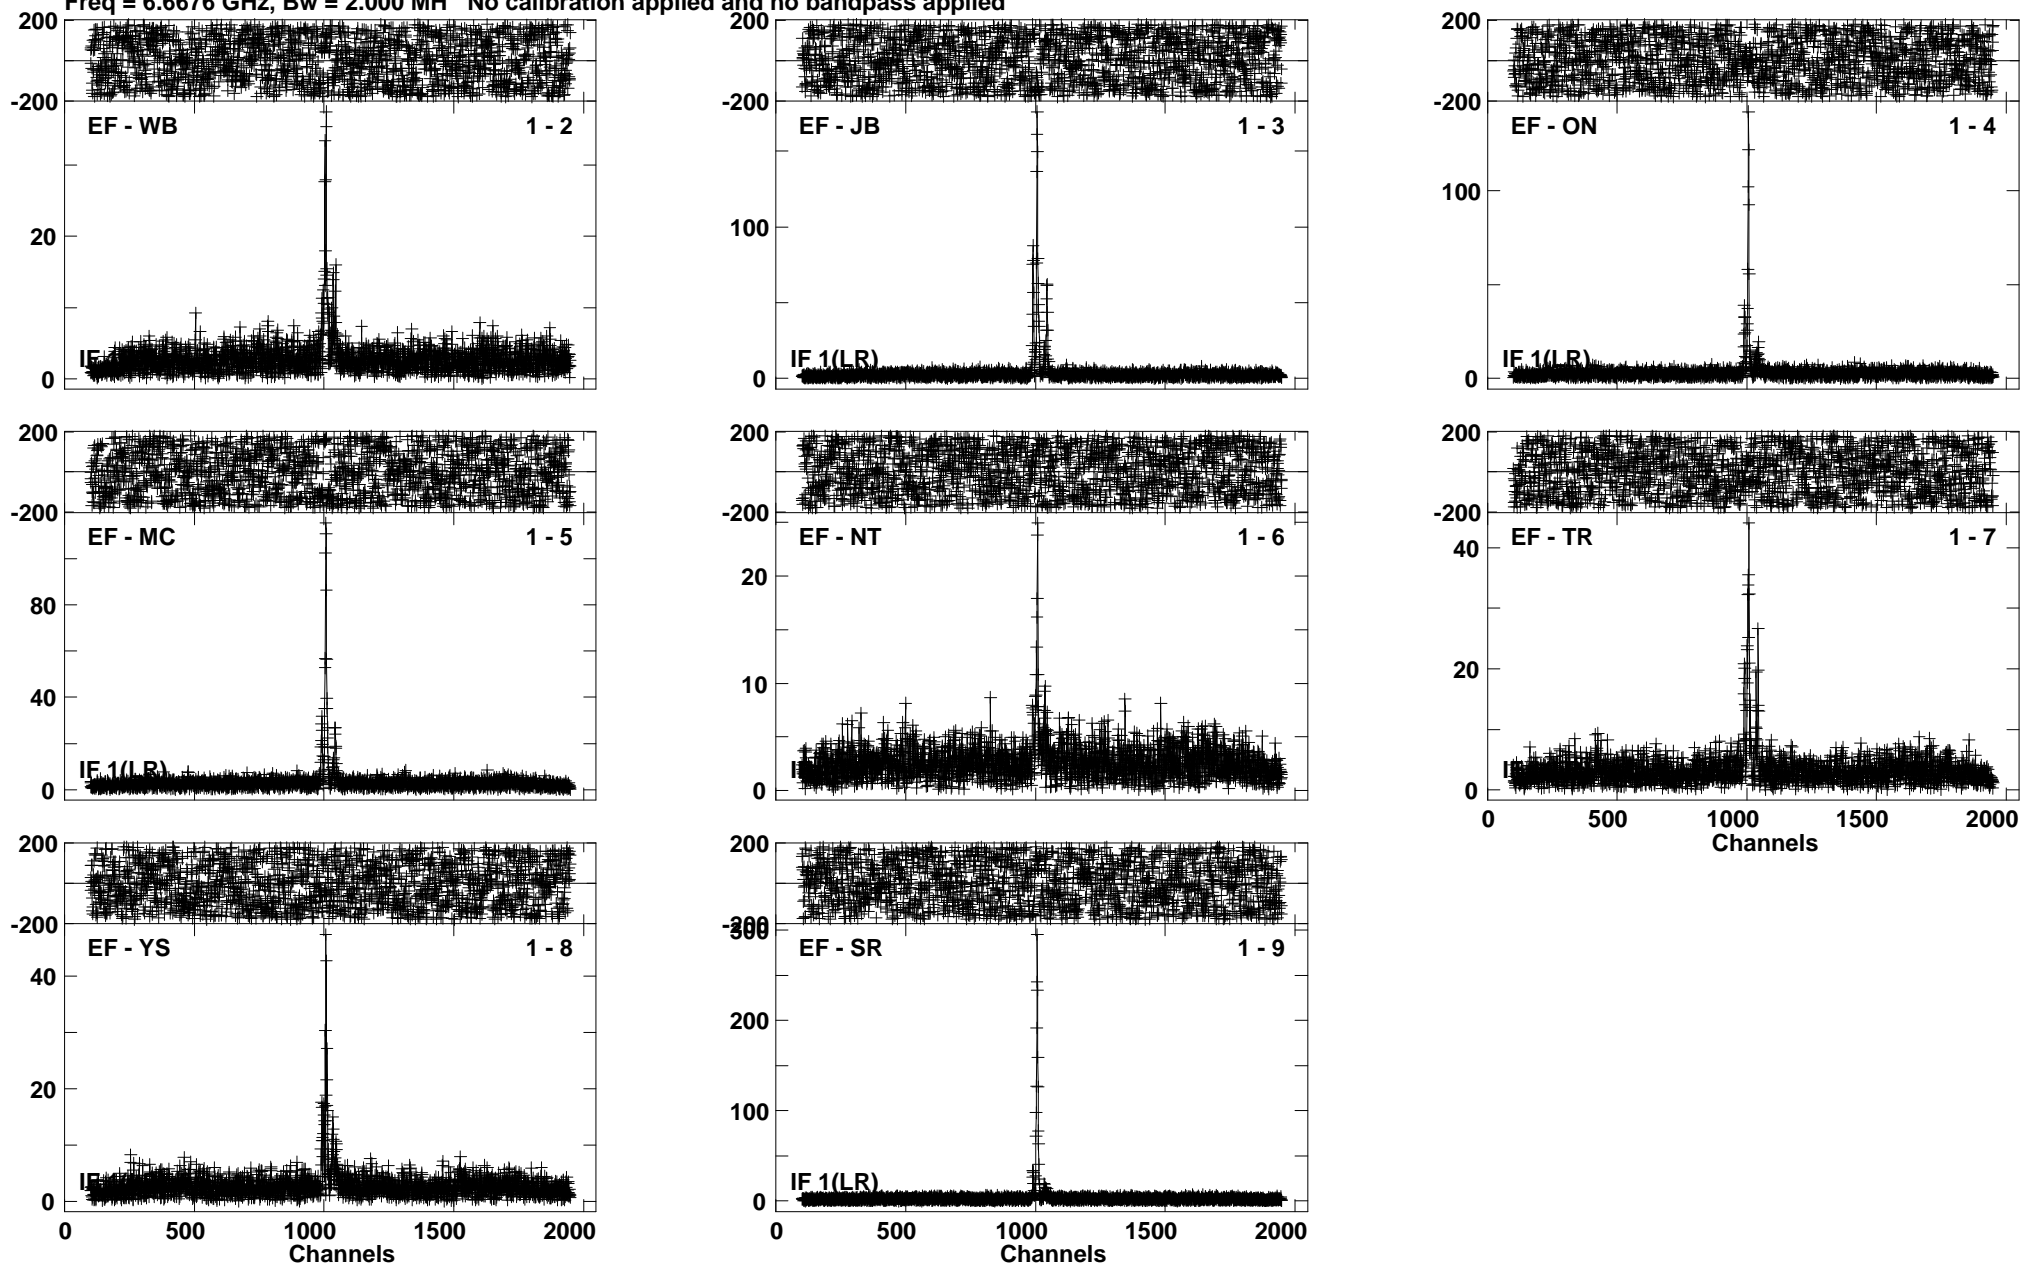 Freq = 6.6676 GHz, Bw = 2.000 MH No calibration applied and no bandpass applied
200
-200
EF - WB 1 - 2
20
0
IF
200
-200
EF - JB 1 - 3
100
0
IF 1(LR)
200
-200
EF - ON 1 - 4
100
0
IF 1(LR)
200
-200
EF - MC 1 - 5
80
40
0
IF 1(LR)
200
-200
EF - NT 1 - 6
20
10
0
200
-200
EF - TR 1 - 7
40
20
0
0 500 1000 1500 2000
Channels
200
-200
EF - YS 1 - 8
40
20
0
IF
0 500 1000 1500 2000
Channels
200
-200
300
EF - SR 1 - 9
200
100
0
IF 1(LR)
0 500 1000 1500 2000
Channels